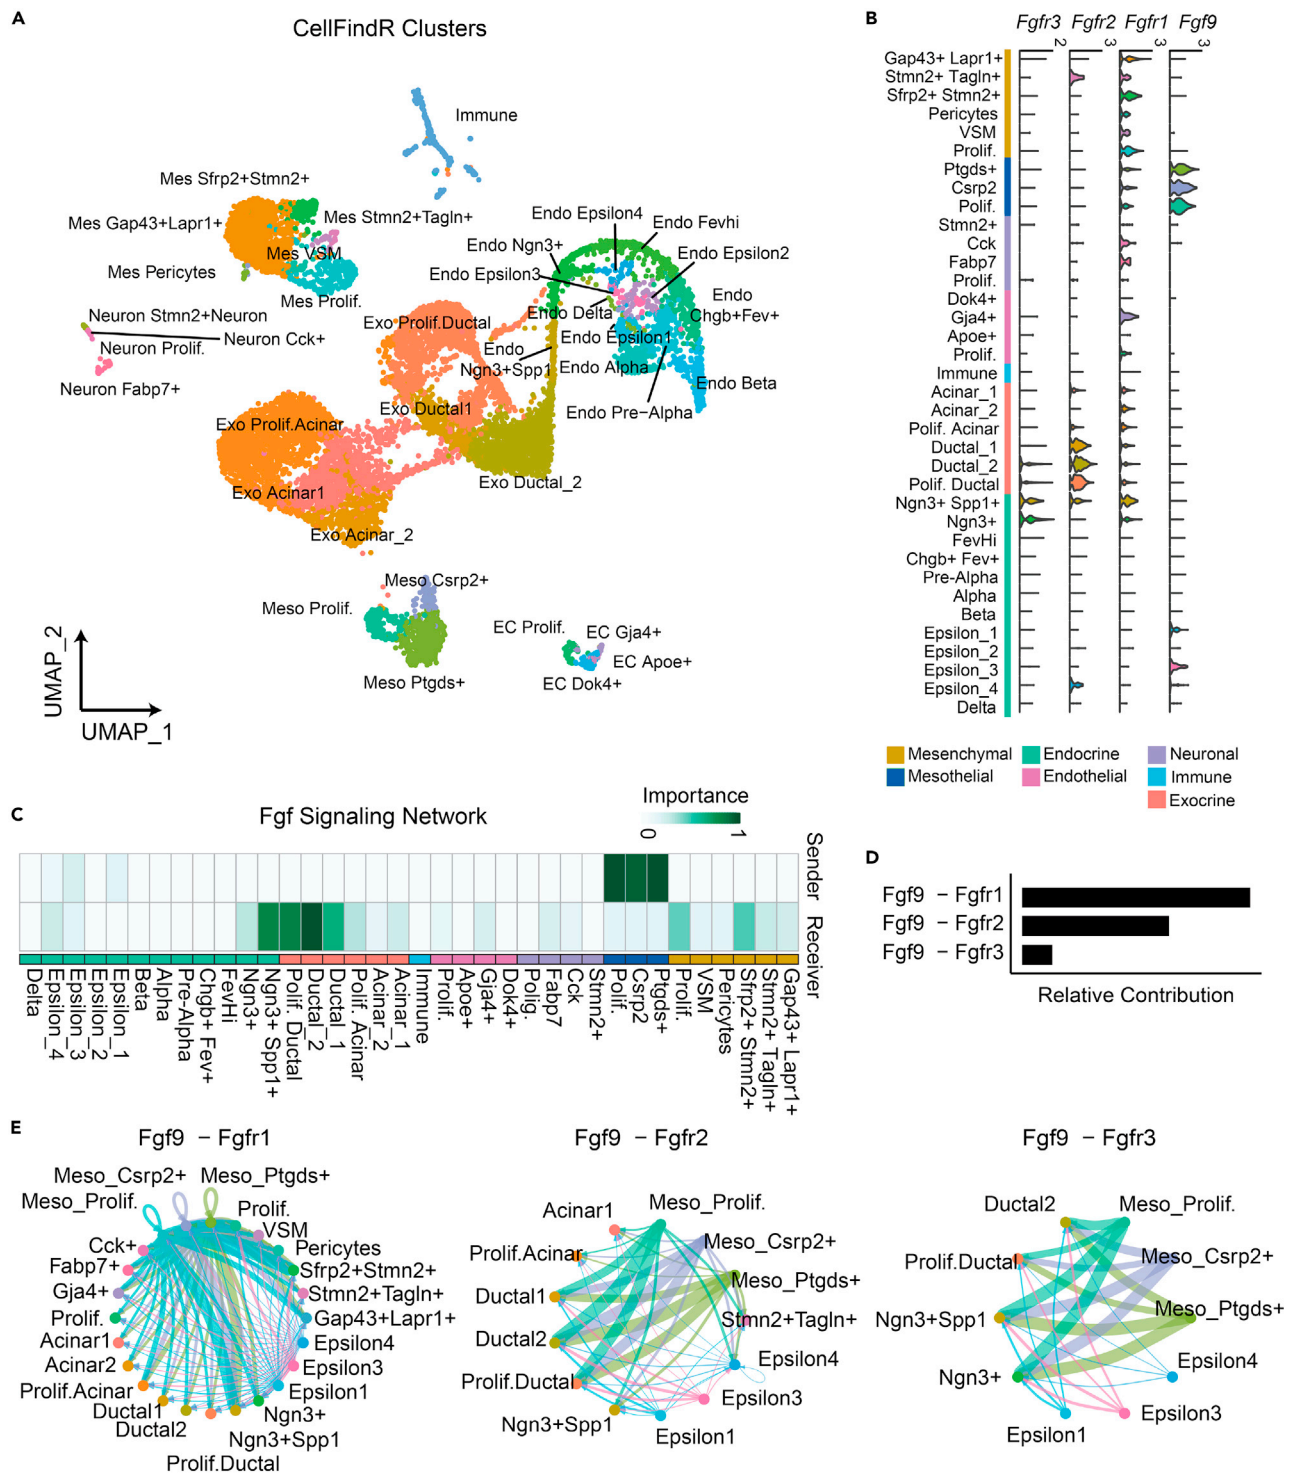 A
CellFindR Clusters
Immune
Mes Sfrp2+Stmn2+
Mes Gap43+Lapr1+
Mes Stmn2+Tagln+
Mes VSM
Mes Pericytes
Mes Prolif.
Neuron Stmn2+Neuron
Neuron Cck+
Neuron Prolif.
Neuron Fabp7+
Endo Epsilon4
Endo Fevhi
Endo Ngn3+
Endo Epsilon2
Endo Epsilon3
Endo Delta
Endo
Chgb+Fev+
Endo Epsilon1
Endo
Ngn3+Spp1
Endo Alpha
Endo Beta
Endo Pre−Alpha
Exo Prolif.Ductal
Exo Ductal1
Exo Prolif.Acinar
Exo Acinar1
Exo Ductal_2
Exo Acinar_2
Meso Csrp2+
Meso Prolif.
Meso Ptgds+
EC Prolif.
EC Gja4+
EC Apoe+
EC Dok4+
UMAP_2
UMAP_1
B
Fgfr3 Fgfr2 Fgfr1 Fgf9
2 3 3 3
Gap43+ Lapr1+
Stmn2+ Tagln+
Sfrp2+ Stmn2+
Pericytes
VSM
Prolif.
Ptgds+
Csrp2
Polif.
Stmn2+
Cck
Fabp7
Prolif.
Dok4+
Gja4+
Apoe+
Prolif.
Immune
Acinar_1
Acinar_2
Polif. Acinar
Ductal_1
Ductal_2
Polif. Ductal
Ngn3+ Spp1+
Ngn3+
FevHi
Chgb+ Fev+
Pre-Alpha
Alpha
Beta
Epsilon_1
Epsilon_2
Epsilon_3
Epsilon_4
Delta
Mesenchymal
Endocrine
Neuronal
Mesothelial
Endothelial
Immune
Exocrine
C
Fgf Signaling Network
Importance
0 1
Sender
Receiver
Delta
Epsilon_4
Epsilon_3
Epsilon_2
Epsilon_1
Beta
Alpha
Pre-Alpha
Chgb+ Fev+
FevHi
Ngn3+
Ngn3+ Spp1+
Polif. Ductal
Ductal_2
Ductal_1
Polif. Acinar
Acinar_2
Acinar_1
Immune
Prolif.
Apoe+
Gja4+
Dok4+
Polig.
Fabp7
Cck
Stmn2+
Polif.
Csrp2
Ptgds+
Prolif.
VSM
Pericytes
Sfrp2+ Stmn2+
Stmn2+ Tagln+
Gap43+ Lapr1+
D
Fgf9 − Fgfr1
Fgf9 − Fgfr2
Fgf9 − Fgfr3
Relative Contribution
E
Fgf9 − Fgfr1
Meso_Csrp2+
Meso_Ptgds+
Meso_Prolif.
Prolif.
VSM
Cck+
Pericytes
Fabp7+
Sfrp2+Stmn2+
Gja4+
Stmn2+Tagln+
Prolif.
Gap43+Lapr1+
Acinar1
Epsilon4
Acinar2
Epsilon3
Prolif.Acinar
Epsilon1
Ductal1
Ngn3+
Ductal2
Ngn3+Spp1
Prolif.Ductal
Fgf9 − Fgfr2
Acinar1
Meso_Prolif.
Prolif.Acinar
Meso_Csrp2+
Meso_Ptgds+
Ductal1
Stmn2+Tagln+
Ductal2
Epsilon4
Prolif.Ductal
Epsilon3
Ngn3+Spp1
Epsilon1
Fgf9 − Fgfr3
Ductal2
Meso_Prolif.
Prolif.Ductal
Meso_Csrp2+
Ngn3+Spp1
Meso_Ptgds+
Ngn3+
Epsilon4
Epsilon3
Epsilon1